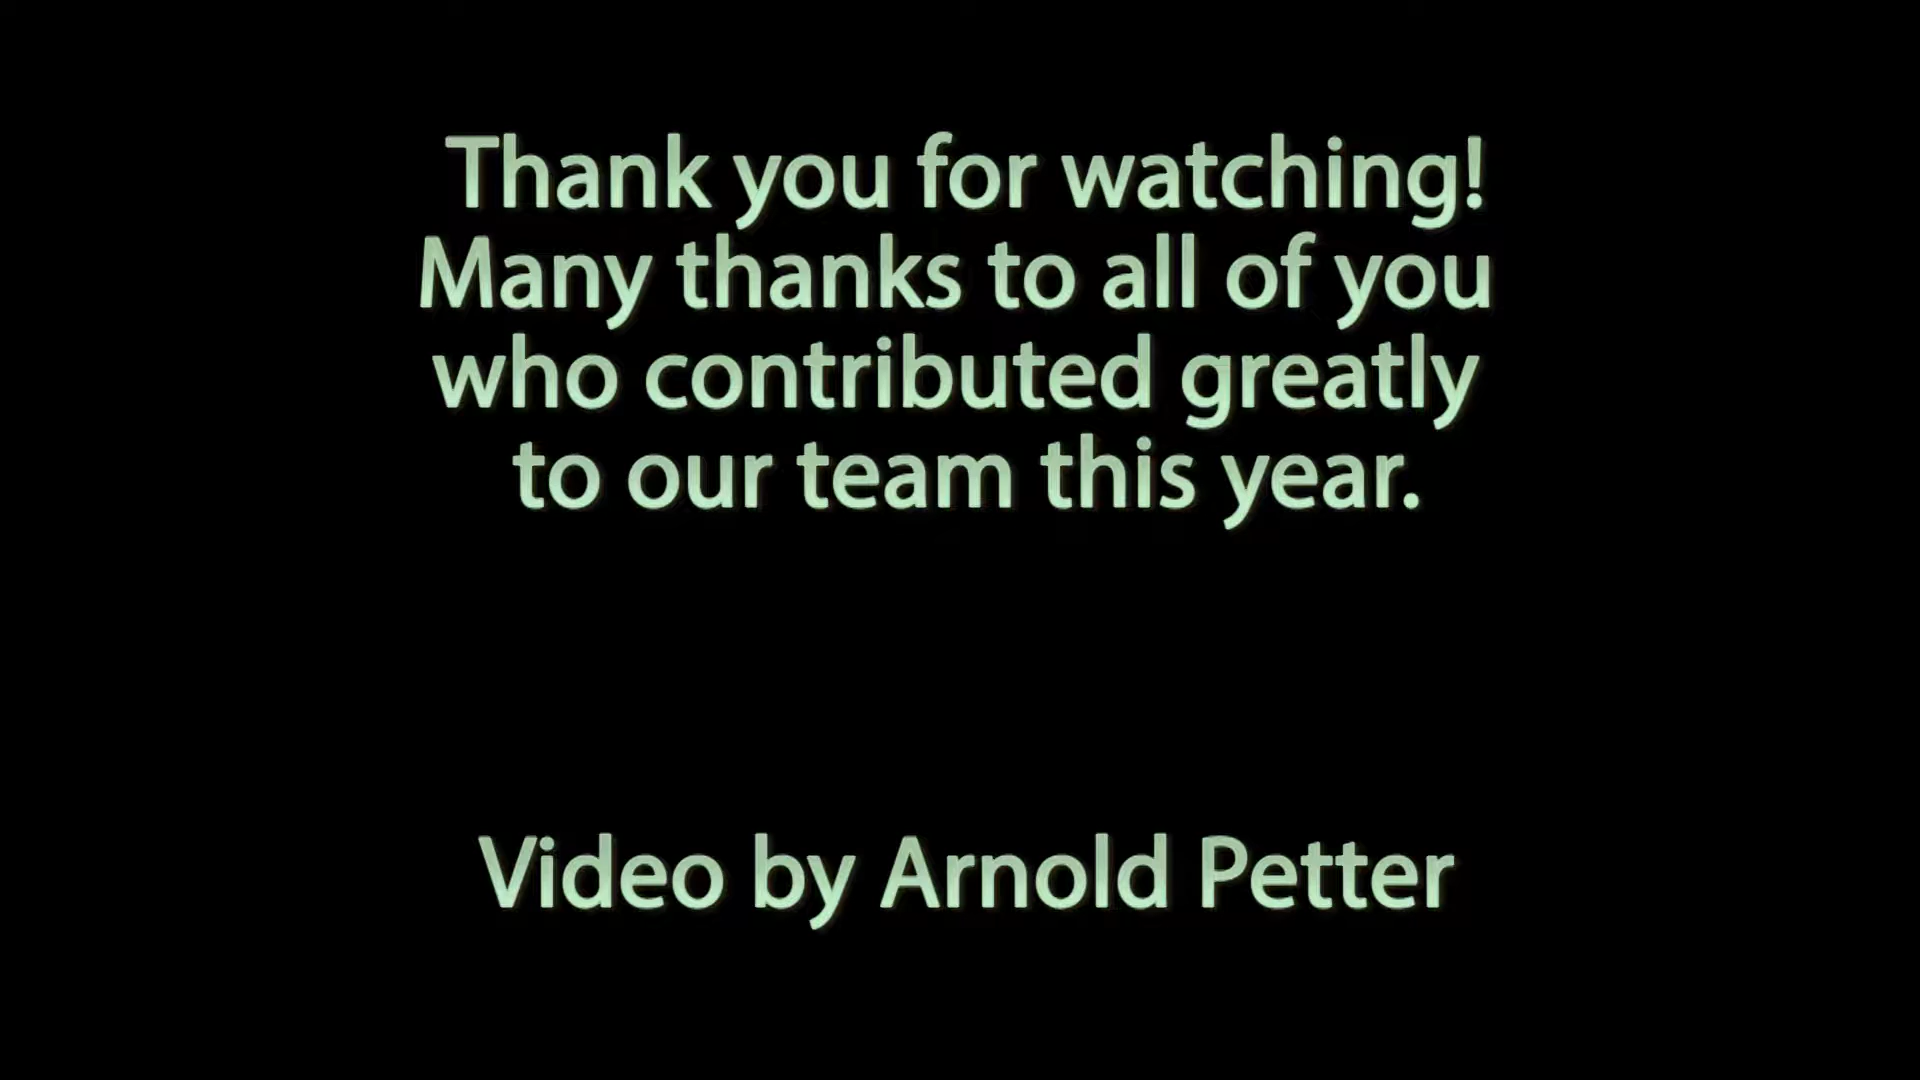 Thank you for watching!
Many thanks to all of you
who contributed greatly
to our team this year.
Video by Arnold Petter